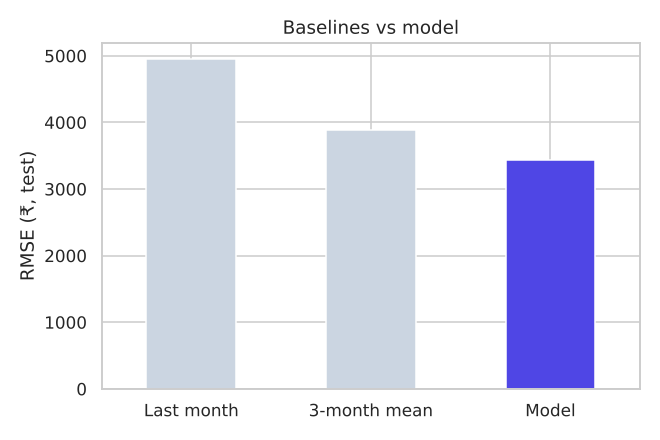 Baselines vs model
RMSE (₹, test)
5000
4000
3000
2000
1000
0
Last month
3-month mean
Model